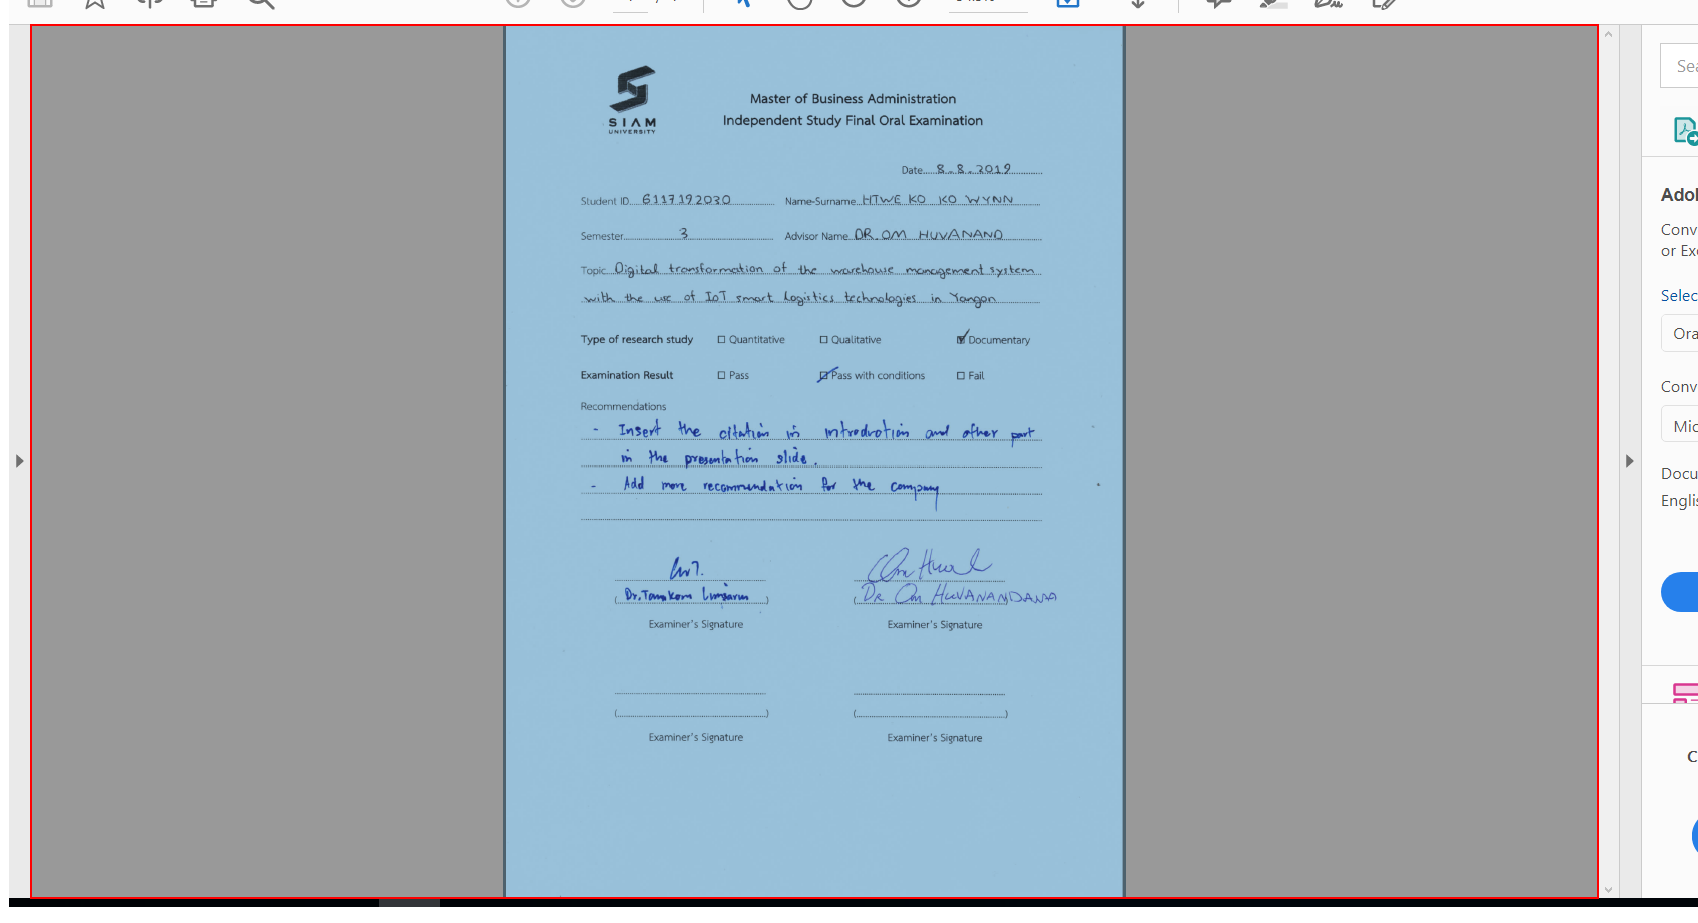 SIAM
UNIVERSITY
Master of Business Administration
Independent Study Final Oral Examination
Date 8.8.2019
Student ID 6117192030 Name-Surname HTWE KO KO WYNN
Semester 3 Advisor Name DR. OM HUVANAND
Topic Digital transformation of the warehouse management system
with the use of IoT smart logistics technologies in Yangon
Type of research study Quantitative Qualitative Documentary
Examination Result Pass Pass with conditions Fail
Recommendations
- Insert the citation in introduction and other part
in the presentation slide.
- Add more recommendation for the company
(Dr. Tanakorn Limsarun) (Dr Om HUVANANDANA)
Examiner's Signature Examiner's Signature
Examiner's Signature Examiner's Signature
Conv
or Ex
Selec
Ora
Conv
Mic
Docu
Englis